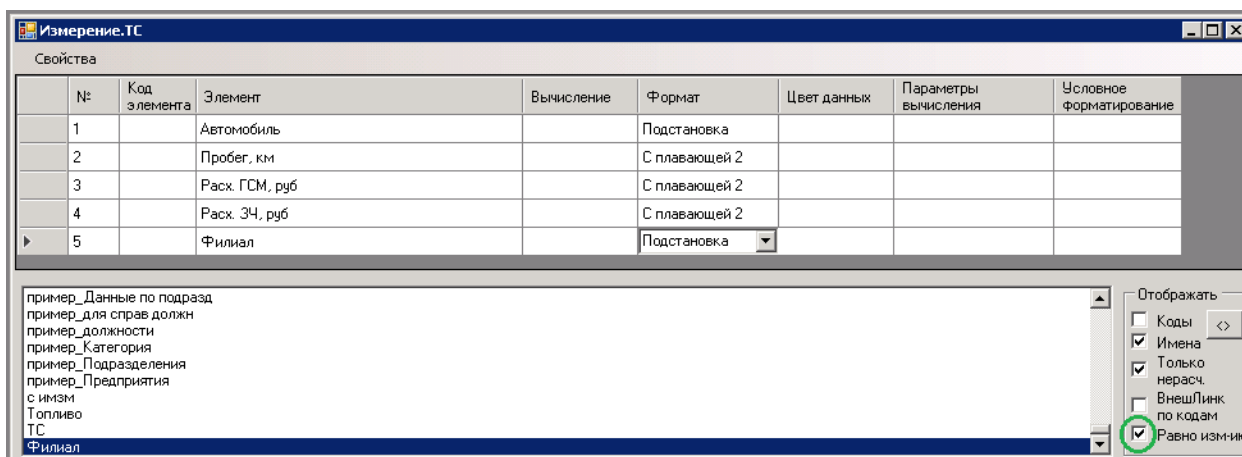 Измерение.ТС
Свойства
№ Код элемента Элемент Вычисление Формат Цвет данных Параметры вычисления Условное форматирование
1 Автомобиль Подстановка
2 Пробег, км С плавающей 2
3 Расх. ГСМ, руб С плавающей 2
4 Расх. ЗЧ, руб С плавающей 2
5 Филиал Подстановка
пример_Данные по подразд
пример_для справ должн
пример_должности
пример_Категория
пример_Подразделения
пример_Предприятия
с имзм
Топливо
ТС
Филиал
Отображать
Коды <>
Имена
Только
нерасч.
ВнешЛинк
по кодам
Равно изм-ик